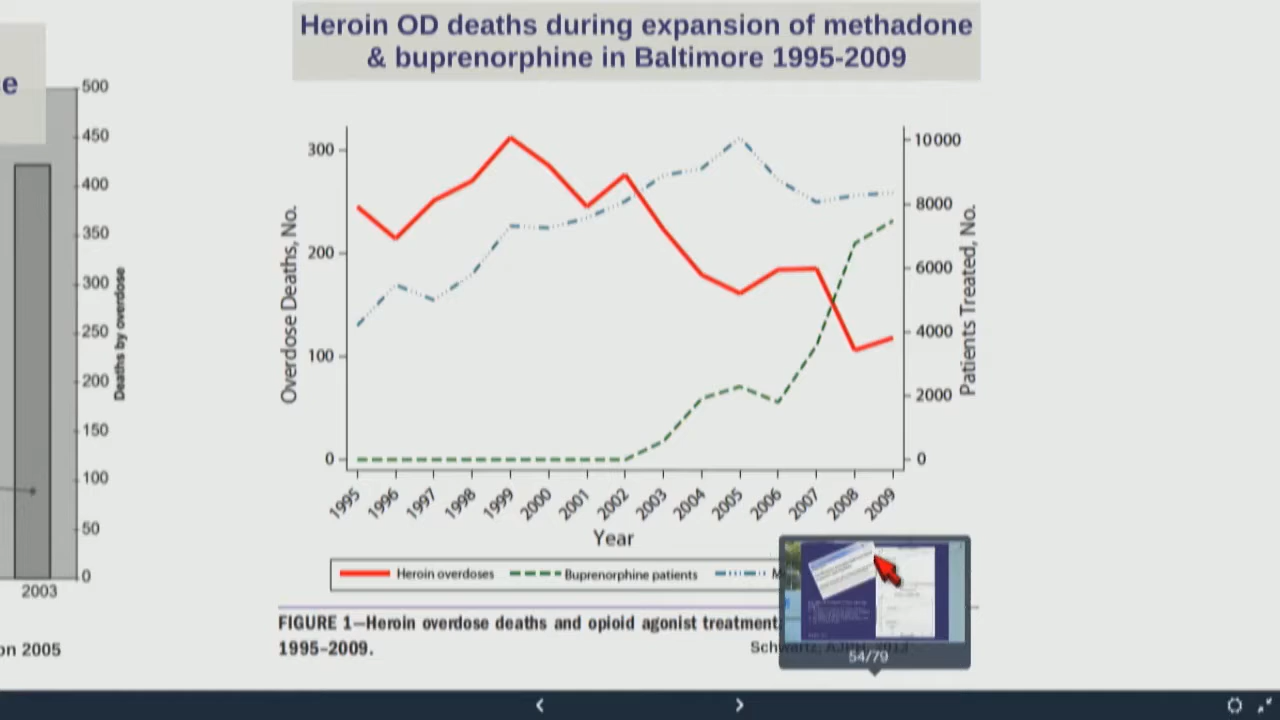 Heroin OD deaths during expansion of methadone
& buprenorphine in Baltimore 1995-2009
e
500
450
400
350
300
250
200
150
100
50
0
Deaths by overdose
2003
on 2005
300
200
100
0
Overdose Deaths, No.
10000
8000
6000
4000
2000
0
Patients Treated, No.
1995 1996 1997 1998 1999 2000 2001 2002 2003 2004 2005 2006 2007 2008 2009
Year
Heroin overdoses Buprenorphine patients M
FIGURE 1—Heroin overdose deaths and opioid agonist treatment
1995–2009.
Schwartz, AJPH, 2013
54/79